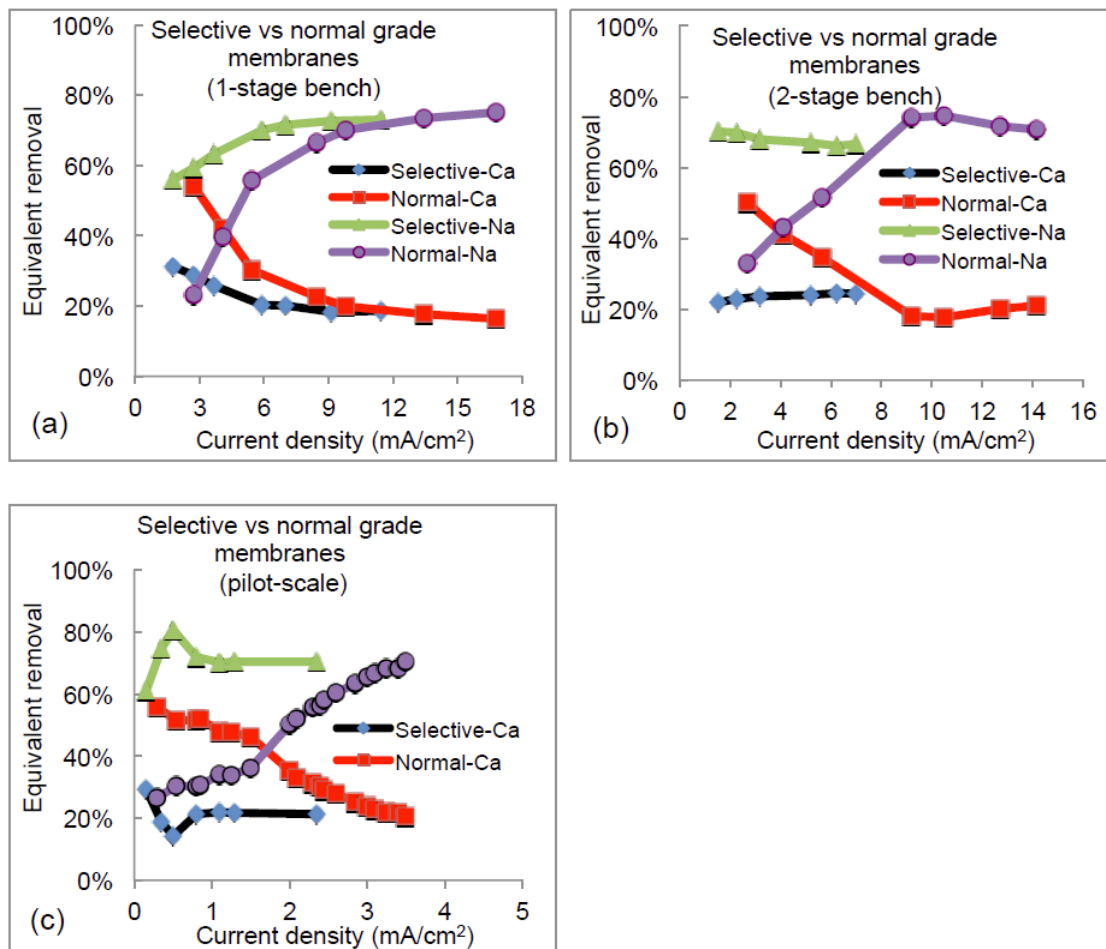 Selective vs normal grade
membranes
(1-stage bench)
100%
80%
60%
40%
20%
0%
Equivalent removal
Selective-Ca
Normal-Ca
Selective-Na
Normal-Na
0 3 6 9 12 15 18
Current density (mA/cm²)
(a)
Selective vs normal grade
membranes
(2-stage bench)
100%
80%
60%
40%
20%
0%
Equivalent removal
Selective-Ca
Normal-Ca
Selective-Na
Normal-Na
0 2 4 6 8 10 12 14 16
Current density (mA/cm²)
(b)
Selective vs normal grade
membranes
(pilot-scale)
100%
80%
60%
40%
20%
0%
Equivalent removal
Selective-Ca
Normal-Ca
0 1 2 3 4 5
Current density (mA/cm²)
(c)